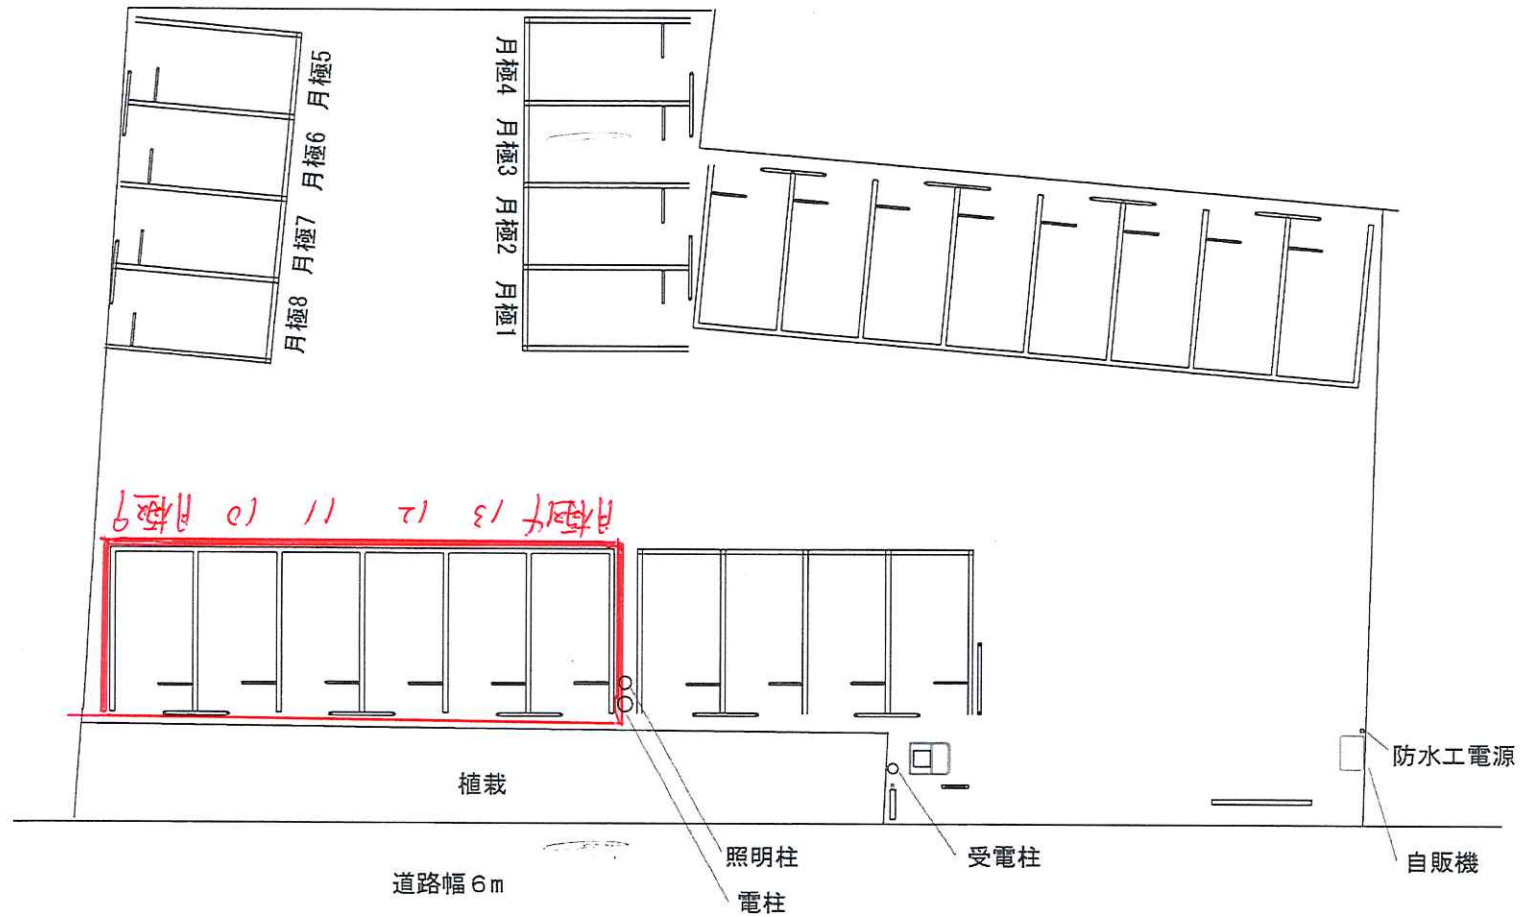 月極5
月極6
月極7
月極8
月極4
月極3
月極2
月極1
月極9 10 11 12 13 月極14
植栽
防水工電源
照明柱
受電柱
自販機
道路幅6m
電柱